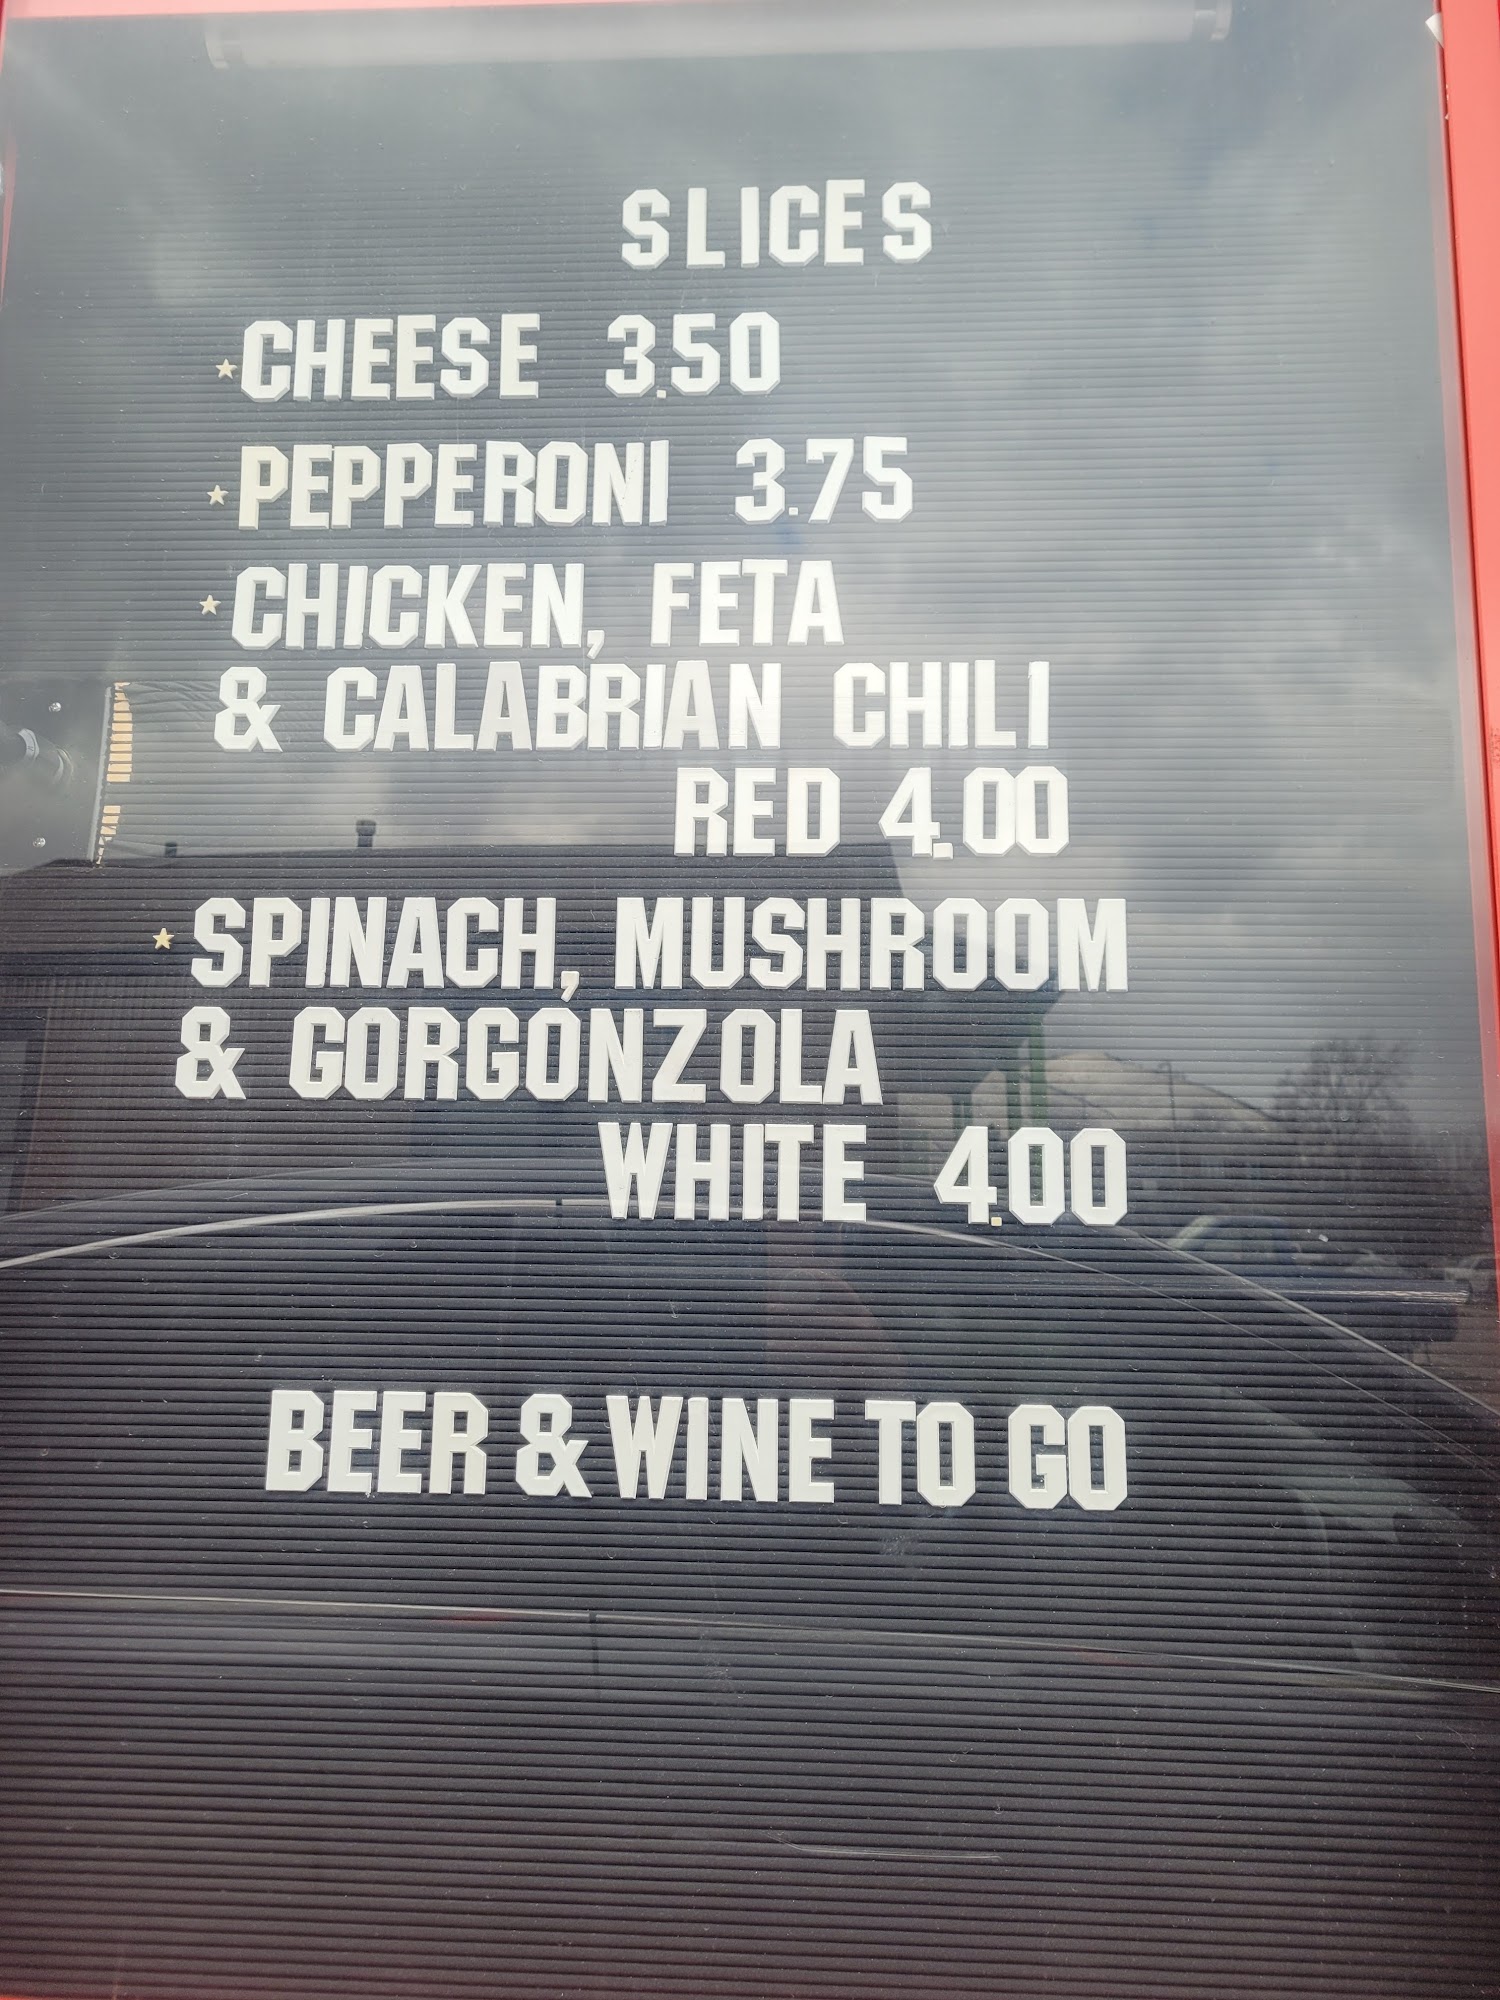 SLICES
CHEESE 3.50
PEPPERONI 3.75
CHICKEN, FETA
& CALABRIAN CHILI
RED 4.00
SPINACH, MUSHROOM
& GORGONZOLA
WHITE 4.00
BEER & WINE TO GO